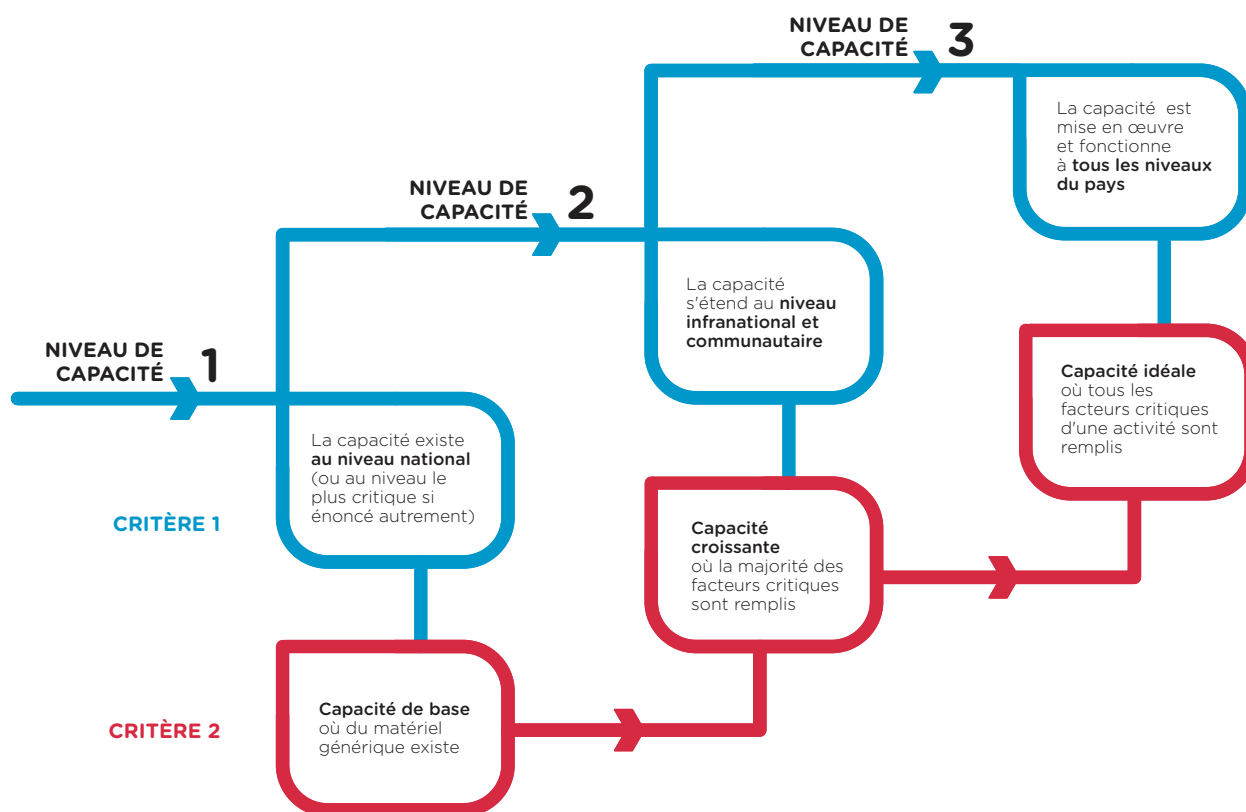 NIVEAU DE
CAPACITÉ 3
La capacité est
mise en œuvre
et fonctionne
à tous les niveaux
du pays
NIVEAU DE
CAPACITÉ 2
La capacité
s'étend au niveau
infranational et
communautaire
NIVEAU DE
CAPACITÉ 1
Capacité idéale
où tous les
facteurs critiques
d'une activité sont
remplis
La capacité existe
au niveau national
(ou au niveau le
plus critique si
énoncé autrement)
CRITÈRE 1
Capacité
croissante
où la majorité des
facteurs critiques
sont remplis
Capacité de base
où du matériel
générique existe
CRITÈRE 2